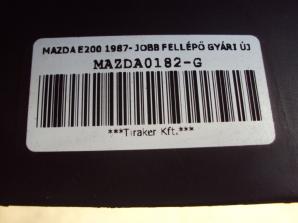 MAZDA E200 1987- JOBB FELLÉPŐ GYÁRI ÚJ
MAZDA0182-G
***Tiraker Kft.***